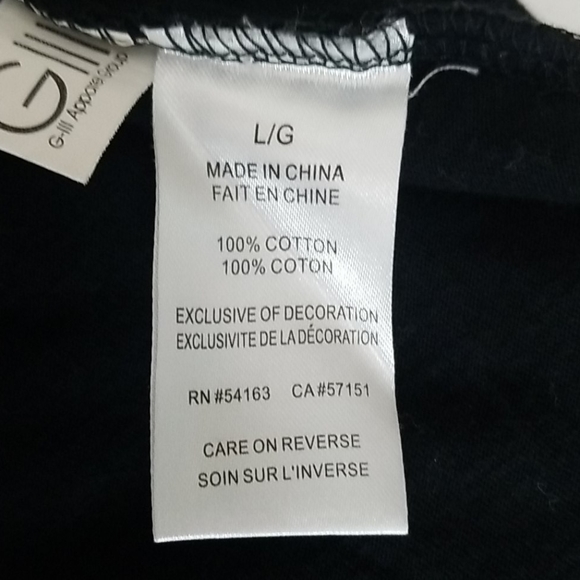 GIII
G-III Apparel Group
L/G
MADE IN CHINA
FAIT EN CHINE
100% COTTON
100% COTON
EXCLUSIVE OF DECORATION
EXCLUSIVITE DE LA DÉCORATION
RN #54163 CA #57151
CARE ON REVERSE
SOIN SUR L'INVERSE